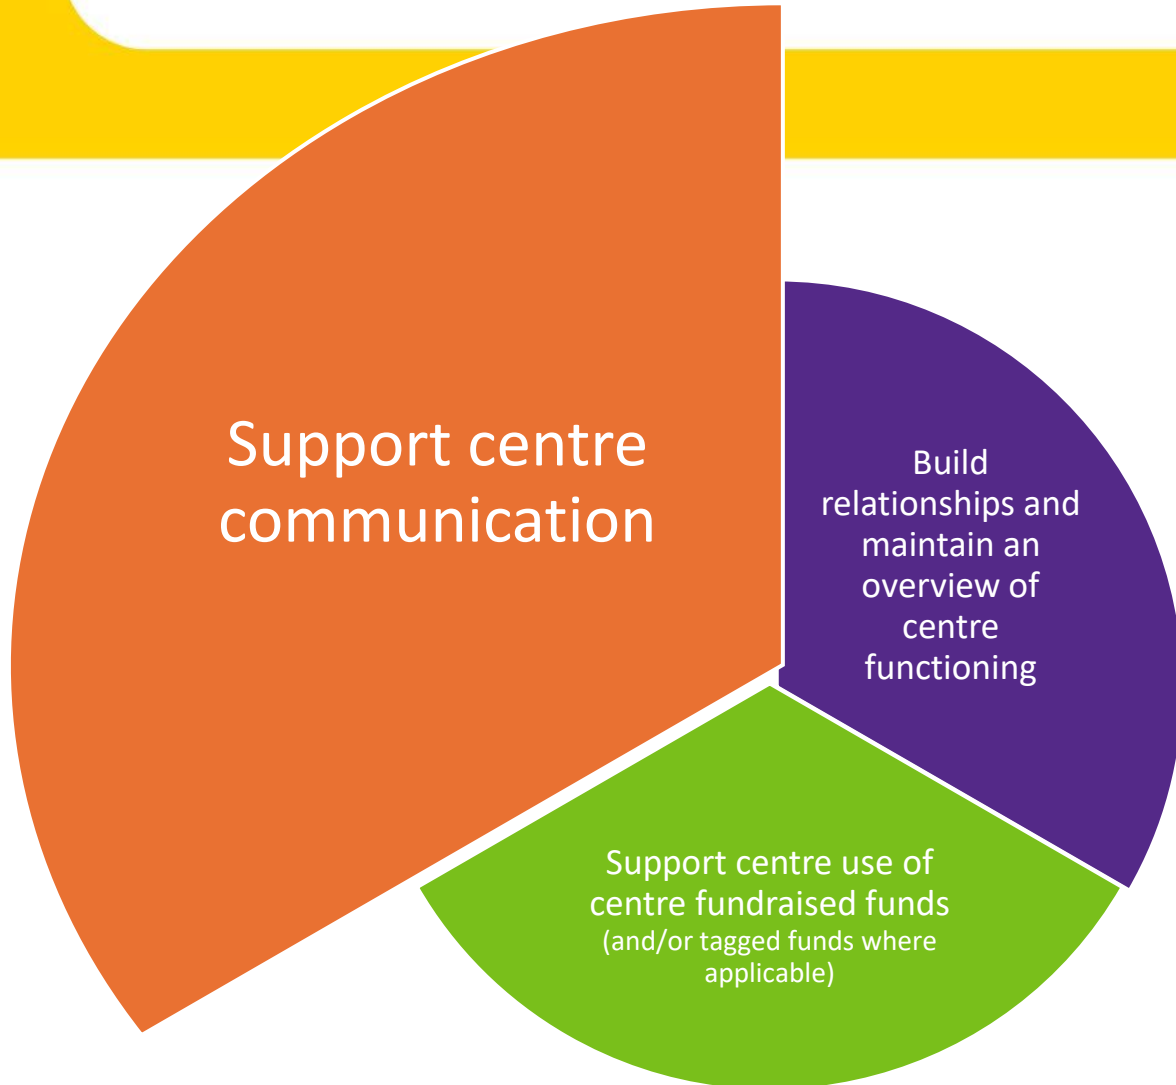 Support centre
communication
Build
relationships and
maintain an
overview of
centre
functioning
Support centre use of
centre fundraised funds
(and/or tagged funds where
applicable)